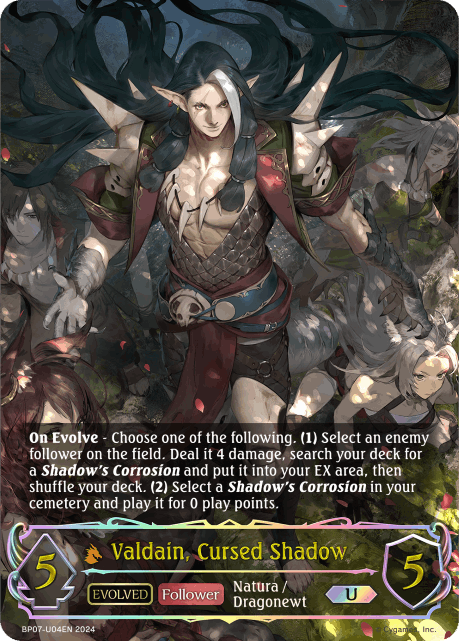 On Evolve - Choose one of the following. (1) Select an enemy
follower on the field. Deal it 4 damage, search your deck for
a Shadow's Corrosion and put it into your EX area, then
shuffle your deck. (2) Select a Shadow's Corrosion in your
cemetery and play it for 0 play points.
Valdain, Cursed Shadow
5
5
EVOLVED Follower Natura / Dragonewt U
BP07-U04EN 2024
Cygames, Inc.